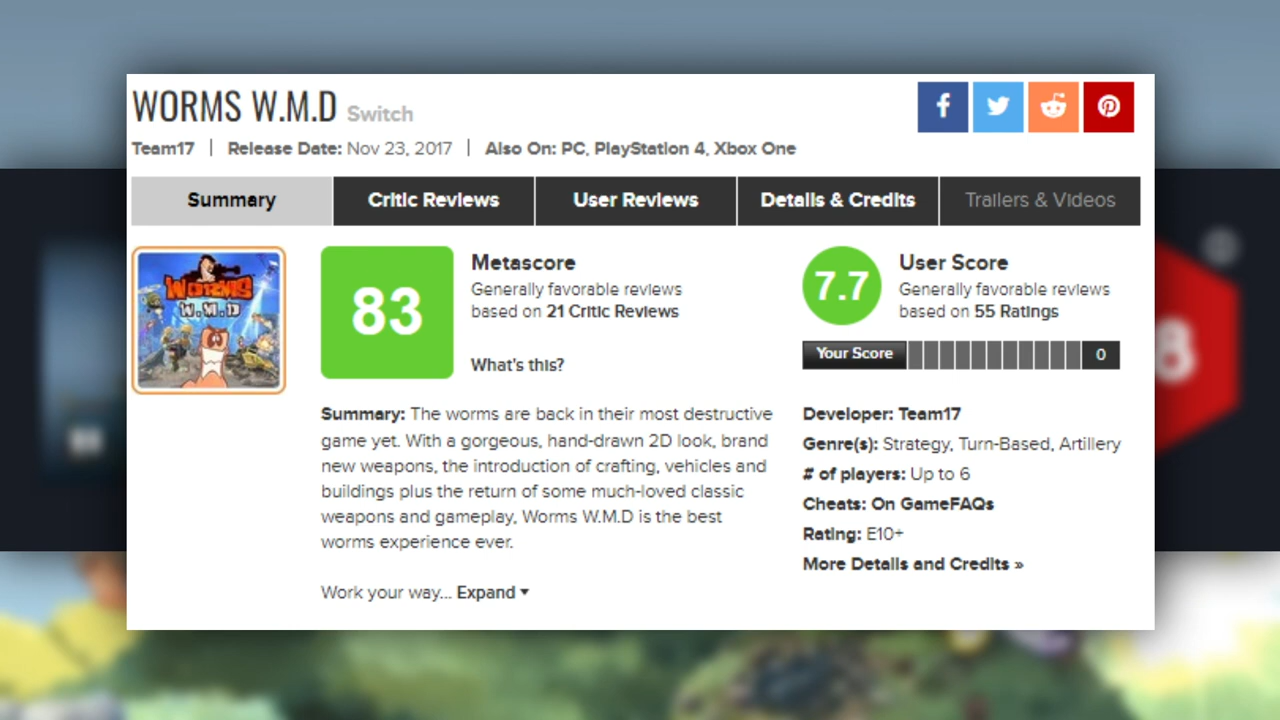 WORMS W.M.D Switch
Team17 | Release Date: Nov 23, 2017 | Also On: PC, PlayStation 4, Xbox One
Summary Critic Reviews User Reviews Details & Credits Trailers & Videos
WORMS
W.M.D
83
Metascore
Generally favorable reviews
based on 21 Critic Reviews
What's this?
7.7
User Score
Generally favorable reviews
based on 55 Ratings
Your Score 0
Summary: The worms are back in their most destructive
game yet. With a gorgeous, hand-drawn 2D look, brand
new weapons, the introduction of crafting, vehicles and
buildings plus the return of some much-loved classic
weapons and gameplay, Worms W.M.D is the best
worms experience ever.
Work your way... Expand
Developer: Team17
Genre(s): Strategy, Turn-Based, Artillery
# of players: Up to 6
Cheats: On GameFAQs
Rating: E10+
More Details and Credits »